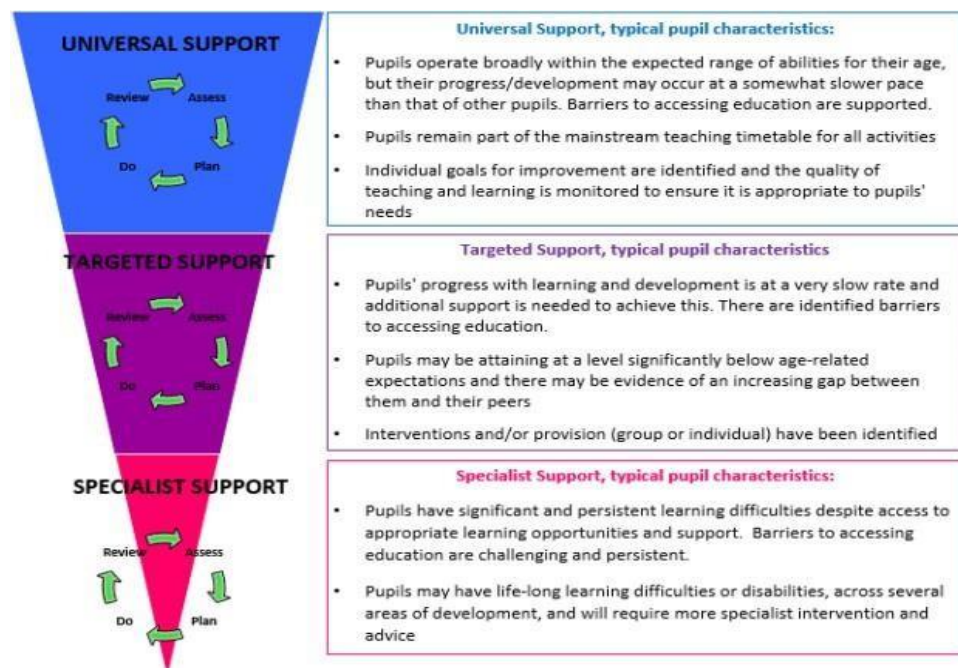 UNIVERSAL SUPPORT
Review
Assess
Do
Plan
Universal Support, typical pupil characteristics:
• Pupils operate broadly within the expected range of abilities for their age,
but their progress/development may occur at a somewhat slower pace
than that of other pupils. Barriers to accessing education are supported.
• Pupils remain part of the mainstream teaching timetable for all activities
• Individual goals for improvement are identified and the quality of
teaching and learning is monitored to ensure it is appropriate to pupils'
needs
TARGETED SUPPORT
Review
Assess
Do
Plan
Targeted Support, typical pupil characteristics
• Pupils' progress with learning and development is at a very slow rate and
additional support is needed to achieve this. There are identified barriers
to accessing education.
• Pupils may be attaining at a level significantly below age-related
expectations and there may be evidence of an increasing gap between
them and their peers
• Interventions and/or provision (group or individual) have been identified
SPECIALIST SUPPORT
Review
Assess
Do
Plan
Specialist Support, typical pupil characteristics:
• Pupils have significant and persistent learning difficulties despite access to
appropriate learning opportunities and support. Barriers to accessing
education are challenging and persistent.
• Pupils may have life-long learning difficulties or disabilities, across several
areas of development, and will require more specialist intervention and
advice